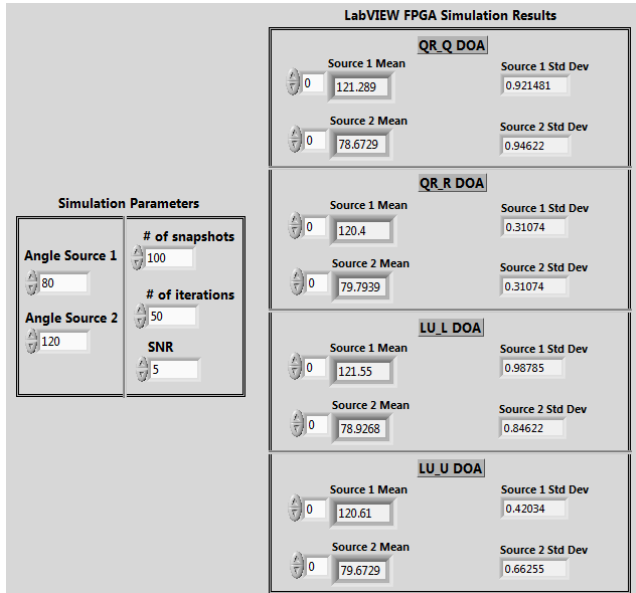 LabVIEW FPGA Simulation Results
QR_Q DOA
Source 1 Mean
Source 1 Std Dev
0
121.289
0.921481
Source 2 Mean
Source 2 Std Dev
0
78.6729
0.94622
QR_R DOA
Source 1 Mean
Source 1 Std Dev
0
120.4
0.31074
Source 2 Mean
Source 2 Std Dev
0
79.7939
0.31074
Simulation Parameters
Angle Source 1
80
Angle Source 2
120
# of snapshots
100
# of iterations
50
SNR
5
LU_L DOA
Source 1 Mean
Source 1 Std Dev
0
121.55
0.98785
Source 2 Mean
Source 2 Std Dev
0
78.9268
0.84622
LU_U DOA
Source 1 Mean
Source 1 Std Dev
0
120.61
0.42034
Source 2 Mean
Source 2 Std Dev
0
79.6729
0.66255